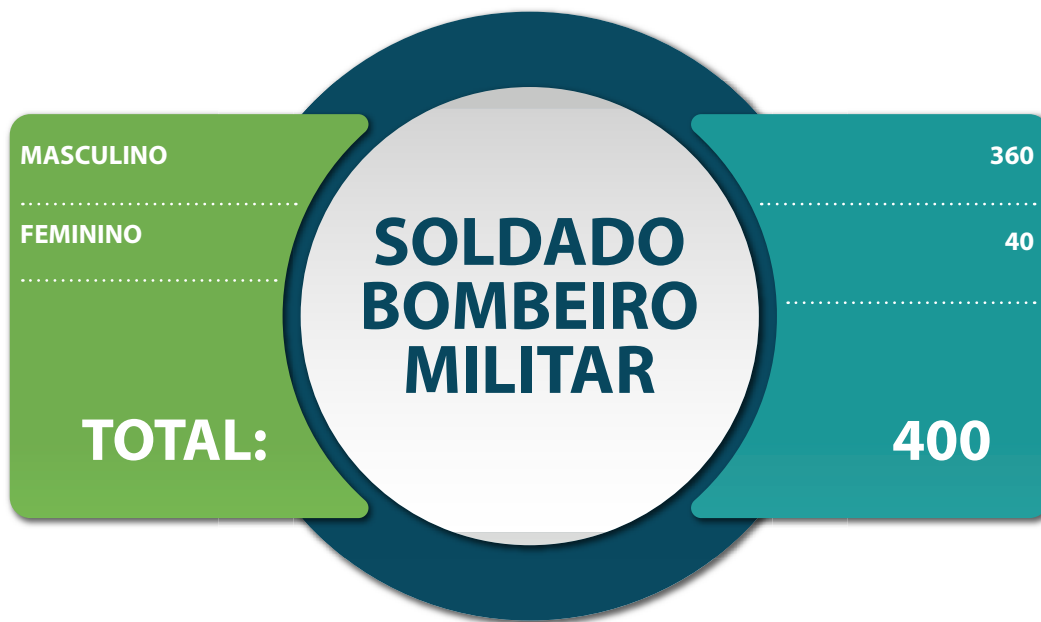 MASCULINO
360
FEMININO
40
SOLDADO
BOMBEIRO
MILITAR
TOTAL:
400